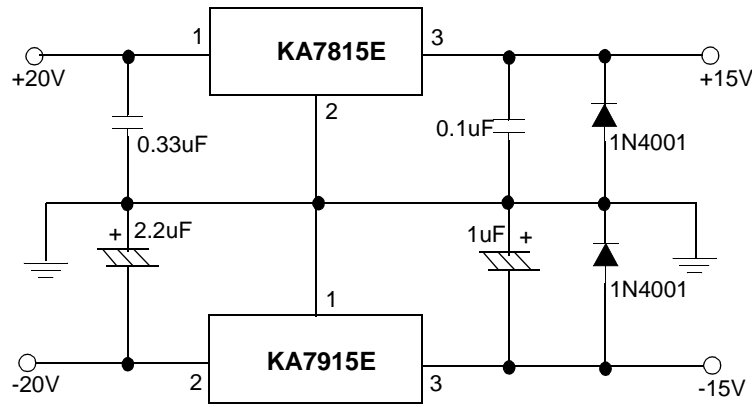 1 KA7815E 3
+20V +15V
2
0.33uF 0.1uF 1N4001
+ 2.2uF 1uF +
1 1N4001
KA7915E
-20V 2 3 -15V